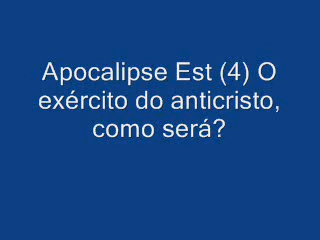 Apocalipse Est (4) O
exército do anticristo,
como será?